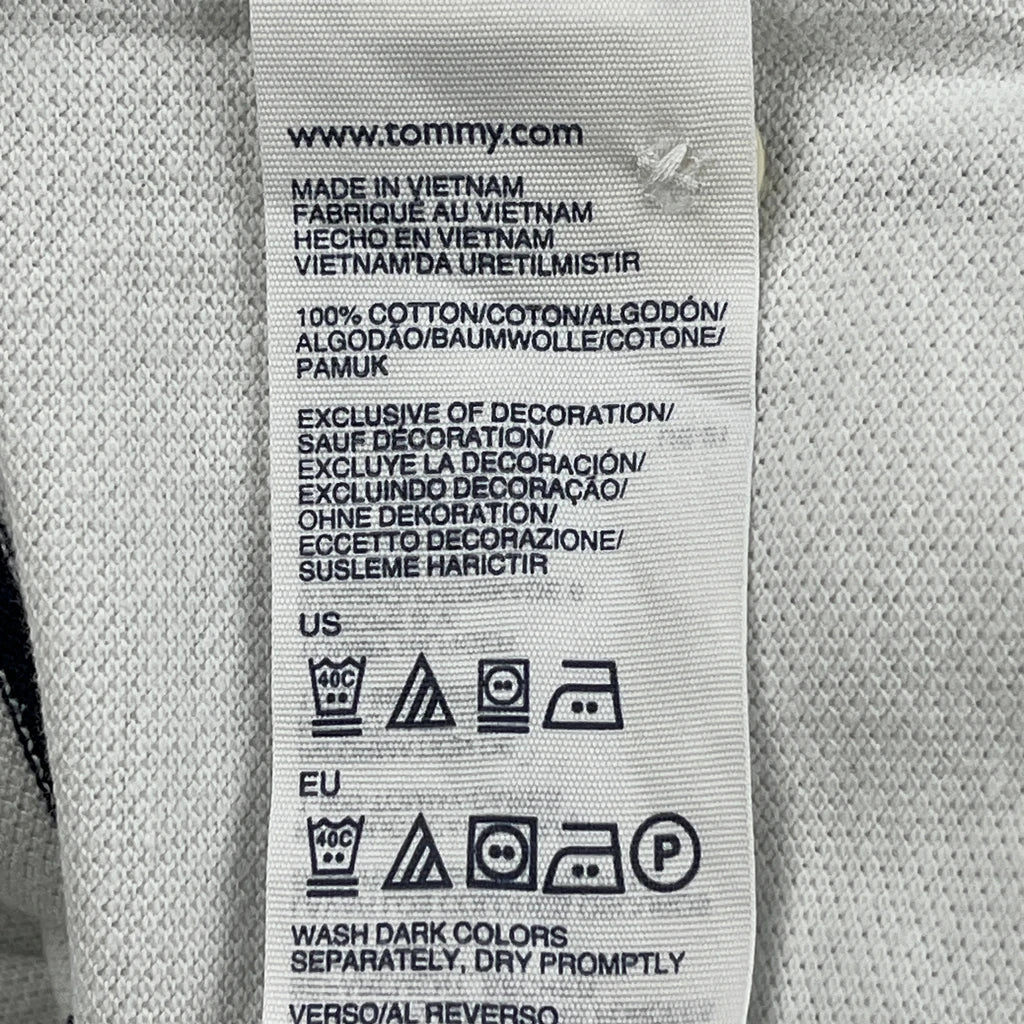 www.tommy.com
MADE IN VIETNAM
FABRIQUÉ AU VIETNAM
HECHO EN VIETNAM
VIETNAM'DA URETILMISTIR
100% COTTON/COTON/ALGODÓN/
ALGODÃO/BAUMWOLLE/COTONE/
PAMUK
EXCLUSIVE OF DECORATION/
SAUF DÉCORATION/
EXCLUYE LA DECORACIÓN/
EXCLUINDO DECORAÇÃO/
OHNE DEKORATION/
ECCETTO DECORAZIONE/
SUSLEME HARICTIR
US
40C
EU
40C
P
WASH DARK COLORS
SEPARATELY, DRY PROMPTLY
VERSO/AL REVERSO